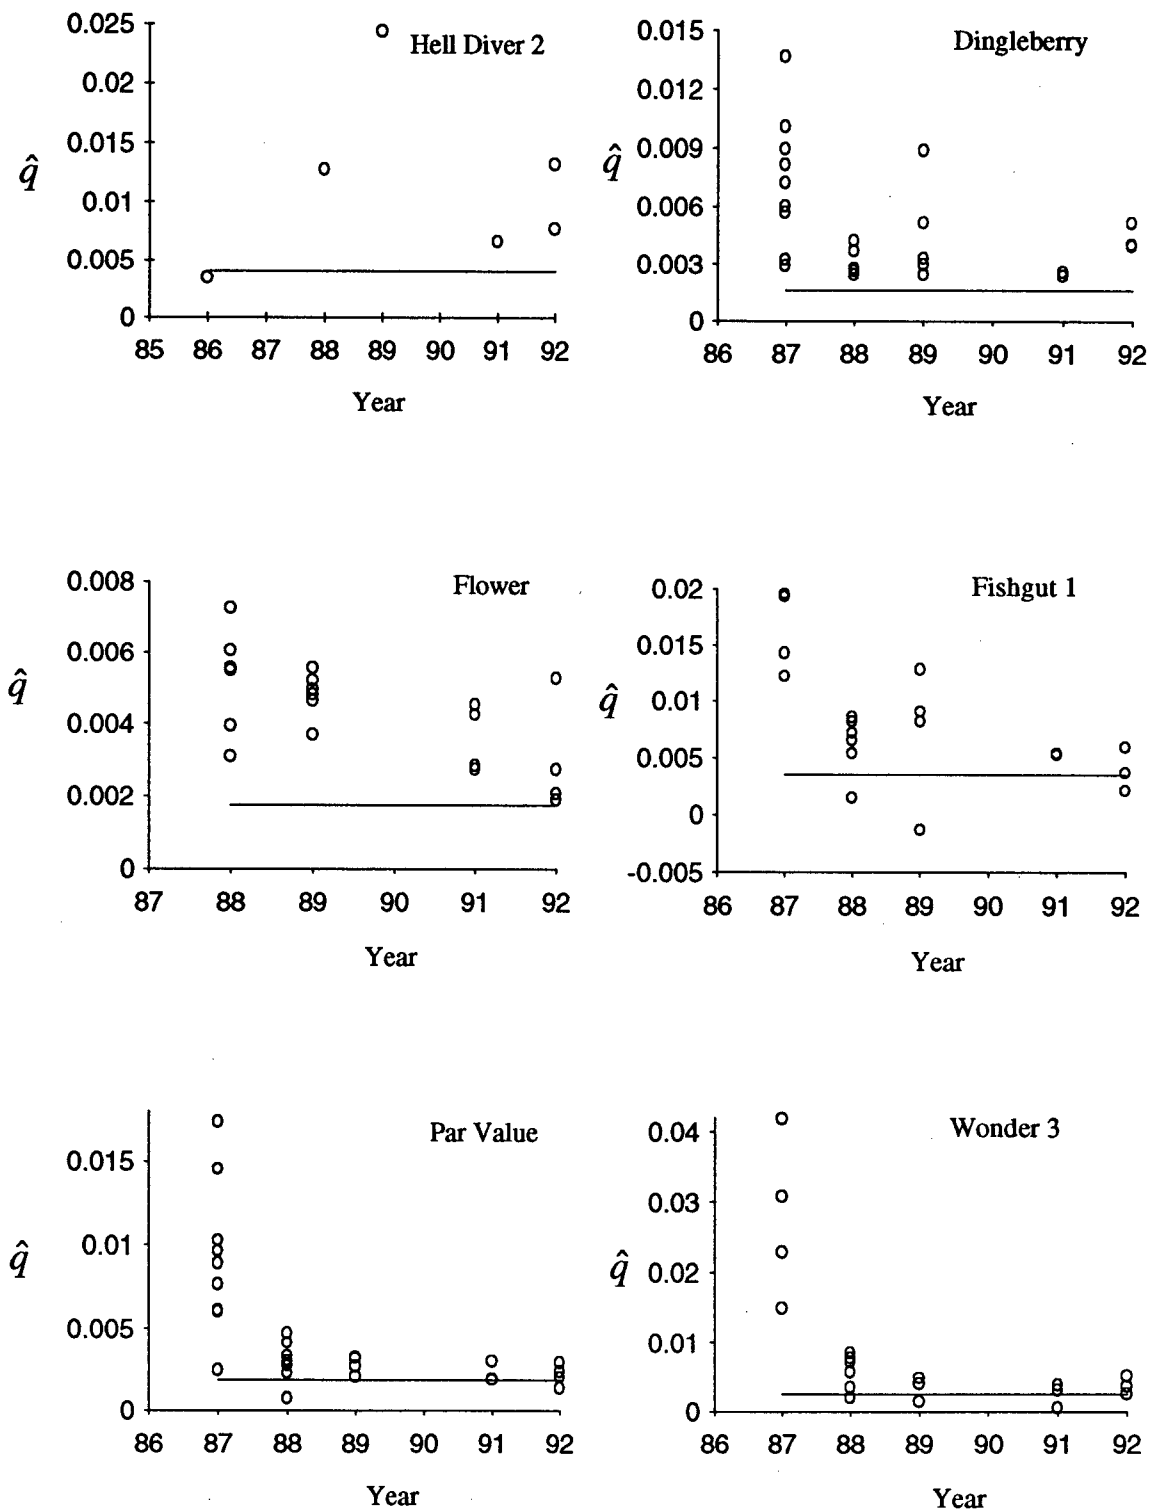 Hell Diver 2
q̂
0.025
0.02
0.015
0.01
0.005
0
85 86 87 88 89 90 91 92
Year
Dingleberry
q̂
0.015
0.012
0.009
0.006
0.003
0
86 87 88 89 90 91 92
Year
Flower
q̂
0.008
0.006
0.004
0.002
0
87 88 89 90 91 92
Year
Fishgut 1
q̂
0.02
0.015
0.01
0.005
0
-0.005
86 87 88 89 90 91 92
Year
Par Value
q̂
0.015
0.01
0.005
0
86 87 88 89 90 91 92
Year
Wonder 3
q̂
0.04
0.03
0.02
0.01
0
86 87 88 89 90 91 92
Year